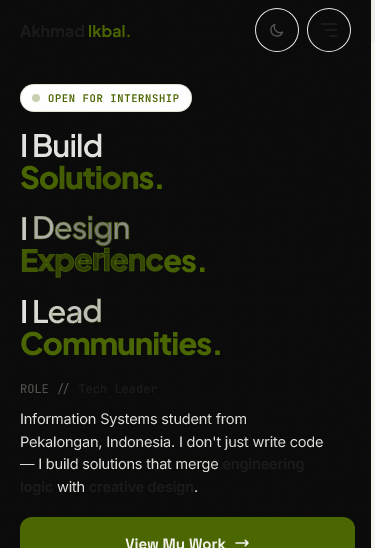 Akhmad Ikbal.
OPEN FOR INTERNSHIP
I Build
Solutions.
I Design
Experiences.
I Lead
Communities.
ROLE // Tech Leader
Information Systems student from
Pekalongan, Indonesia. I don't just write code
— I build solutions that merge engineering
logic with creative design.
View My Work →